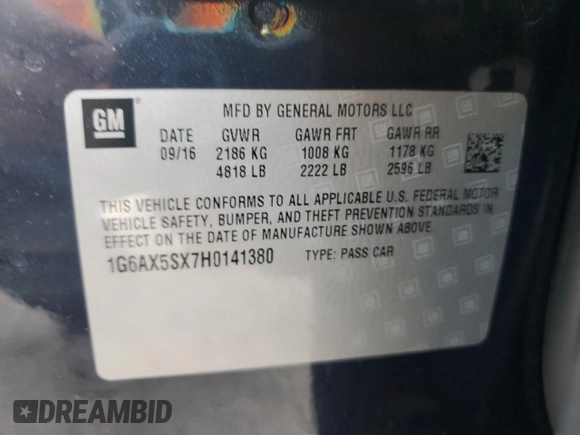 GM
MFD BY GENERAL MOTORS LLC
DATE GVWR GAWR FRT GAWR RR
09/16 2186 KG 1008 KG 1178 KG
4818 LB 2222 LB 2596 LB
THIS VEHICLE CONFORMS TO ALL APPLICABLE U.S. FEDERAL MOTOR
VEHICLE SAFETY, BUMPER, AND THEFT PREVENTION STANDARDS IN
EFFECT ON THE DATE OF MANUFACTURE SHOWN ABOVE.
1G6AX5SX7H0141380 TYPE: PASS CAR
DREAMBID